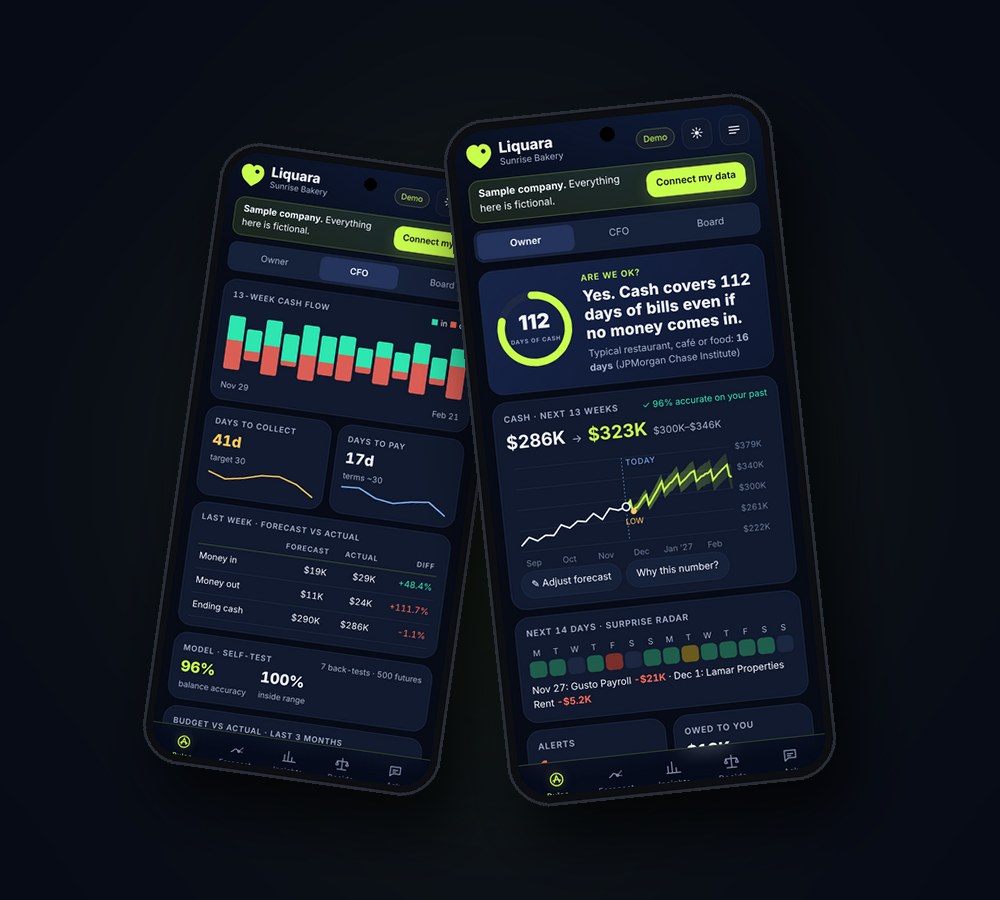 Liquara
Sunrise Bakery
Demo
Sample company. Everything
here is fictional.
Connect my
Owner
CFO
Board
13-WEEK CASH FLOW
in
Nov 29
Feb 21
DAYS TO COLLECT
41d
target 30
DAYS TO PAY
17d
terms ~30
LAST WEEK · FORECAST VS ACTUAL
FORECAST ACTUAL DIFF
Money in $19K $29K +48.4%
Money out $11K $24K +111.7%
Ending cash $290K $286K -1.1%
MODEL · SELF-TEST
7 back-tests · 500 futures
96%
balance accuracy
100%
inside range
BUDGET VS ACTUAL · LAST 3 MONTHS
Liquara
Sunrise Bakery
Demo
Sample company. Everything
here is fictional.
Connect my data
Owner
CFO
Board
112
DAYS OF CASH
ARE WE OK?
Yes. Cash covers 112
days of bills even if
no money comes in.
Typical restaurant, café or food: 16
days (JPMorgan Chase Institute)
CASH · NEXT 13 WEEKS
✓ 96% accurate on your past
$286K → $323K $300K–$346K
TODAY
LOW
$379K
$340K
$300K
$261K
$222K
Sep Oct Nov Dec Jan '27 Feb
✎ Adjust forecast
Why this number?
NEXT 14 DAYS · SURPRISE RADAR
M T W T F S S M T W T F S S
Nov 27: Gusto Payroll -$21K · Dec 1: Lamar Properties
Rent -$5.2K
ALERTS
OWED TO YOU